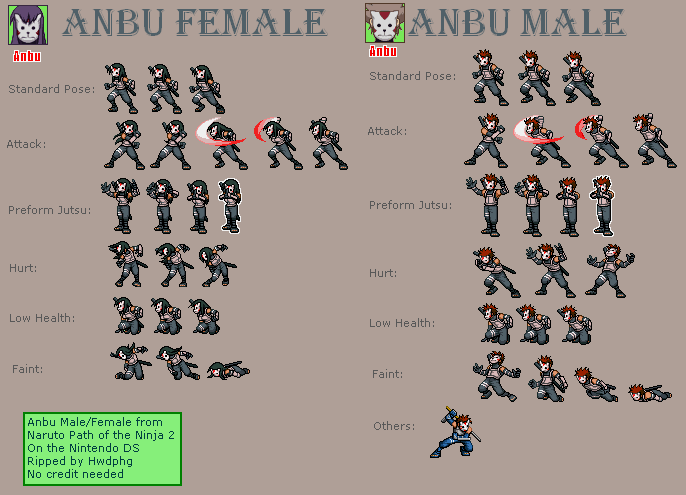 ANBU FEMALE
Anbu
Standard Pose:
Attack:
Preform Jutsu:
Hurt:
Low Health:
Faint:
Anbu Male/Female from
Naruto Path of the Ninja 2
On the Nintendo DS
Ripped by Hwdphg
No credit needed
ANBU MALE
Anbu
Standard Pose:
Attack:
Preform Jutsu:
Hurt:
Low Health:
Faint:
Others: